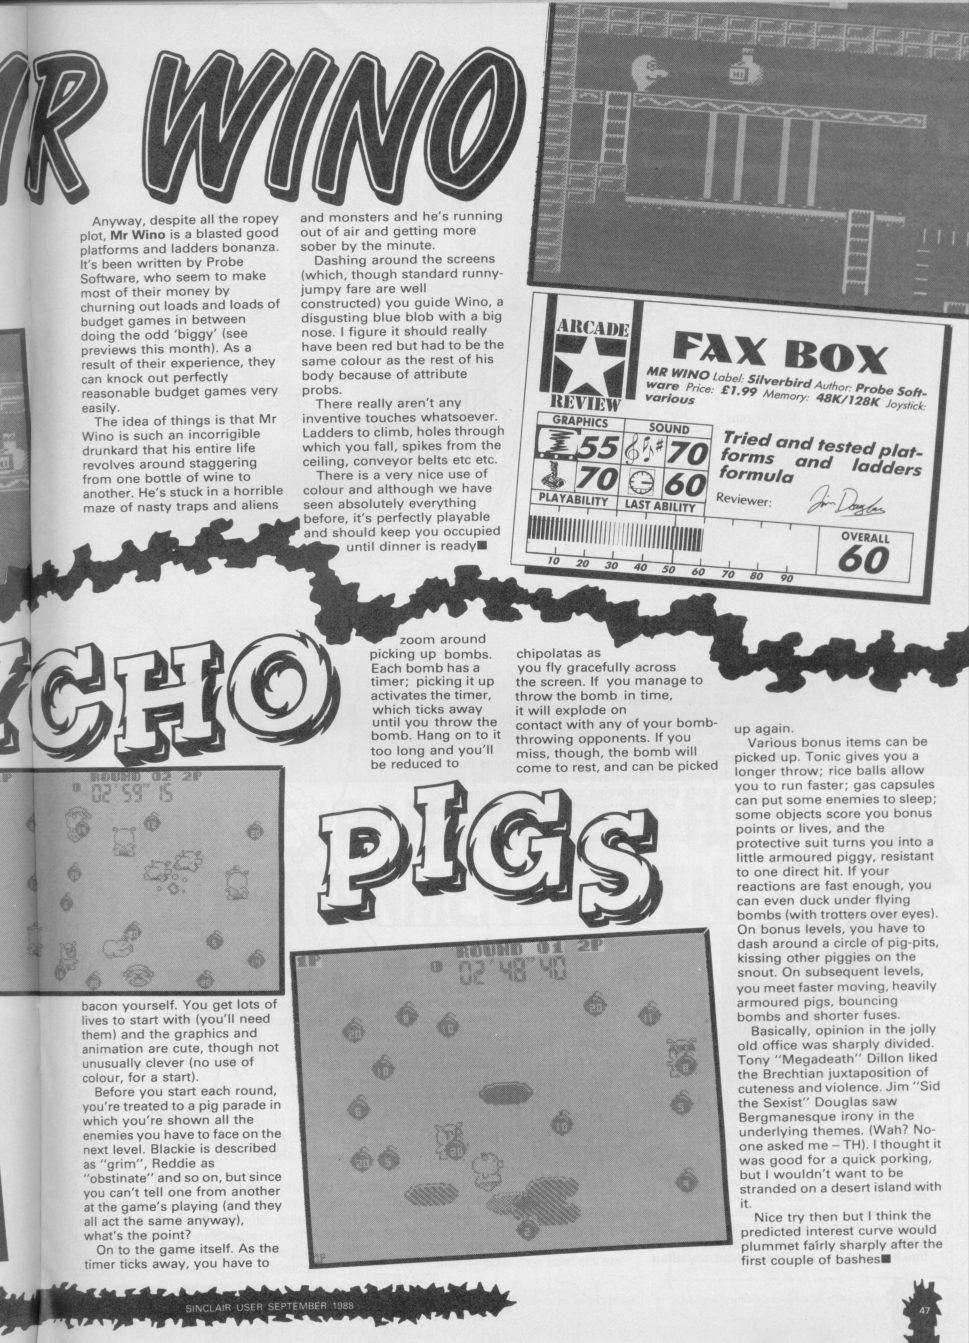 MR WINO
Anyway, despite all the ropey
plot, Mr Wino is a blasted good
platforms and ladders bonanza.
It's been written by Probe
Software, who seem to make
most of their money by
churning out loads and loads of
budget games in between
doing the odd 'biggy' (see
previews this month). As a
result of their experience, they
can knock out perfectly
reasonable budget games very
easily.
The idea of things is that Mr
Wino is such an incorrigible
drunkard that his entire life
revolves around staggering
from one bottle of wine to
another. He's stuck in a horrible
maze of nasty traps and aliens
and monsters and he's running
out of air and getting more
sober by the minute.
Dashing around the screens
(which, though standard runny-
jumpy fare are well
constructed) you guide Wino, a
disgusting blue blob with a big
nose. I figure it should really
have been red but had to be the
same colour as the rest of his
body because of attribute
probs.
There really aren't any
inventive touches whatsoever.
Ladders to climb, holes through
which you fall, spikes from the
ceiling, conveyor belts etc etc.
There is a very nice use of
colour and although we have
seen absolutely everything
before, it's perfectly playable
and should keep you occupied
until dinner is ready■
HI
ARCADE
REVIEW
FAX BOX
MR WINO Label: Silverbird Author: Probe Soft-
ware Price: £1.99 Memory: 48K/128K Joystick:
various
GRAPHICS
55
SOUND
70
70
60
PLAYABILITY
LAST ABILITY
Tried and tested plat-
forms and ladders
formula
Reviewer:
Jim Douglas
10 20 30 40 50 60 70 80 90
OVERALL
60
YCHO
PIGS
ROUND 02 2P
02'59"15
bacon yourself. You get lots of
lives to start with (you'll need
them) and the graphics and
animation are cute, though not
unusually clever (no use of
colour, for a start).
Before you start each round,
you're treated to a pig parade in
which you're shown all the
enemies you have to face on the
next level. Blackie is described
as "grim", Reddie as
"obstinate" and so on, but since
you can't tell one from another
at the game's playing (and they
all act the same anyway),
what's the point?
On to the game itself. As the
timer ticks away, you have to
zoom around
picking up bombs.
Each bomb has a
timer; picking it up
activates the timer,
which ticks away
until you throw the
bomb. Hang on to it
too long and you'll
be reduced to
chipolatas as
you fly gracefully across
the screen. If you manage to
throw the bomb in time,
it will explode on
contact with any of your bomb-
throwing opponents. If you
miss, though, the bomb will
come to rest, and can be picked
up again.
Various bonus items can be
picked up. Tonic gives you a
longer throw; rice balls allow
you to run faster; gas capsules
can put some enemies to sleep;
some objects score you bonus
points or lives, and the
protective suit turns you into a
little armoured piggy, resistant
to one direct hit. If your
reactions are fast enough, you
can even duck under flying
bombs (with trotters over eyes).
On bonus levels, you have to
dash around a circle of pig-pits,
kissing other piggies on the
snout. On subsequent levels,
you meet faster moving, heavily
armoured pigs, bouncing
bombs and shorter fuses.
Basically, opinion in the jolly
old office was sharply divided.
Tony "Megadeath" Dillon liked
the Brechtian juxtaposition of
cuteness and violence. Jim "Sid
the Sexist" Douglas saw
Bergmanesque irony in the
underlying themes. (Wah? No-
one asked me – TH). I thought it
was good for a quick porking,
but I wouldn't want to be
stranded on a desert island with
it.
Nice try then but I think the
predicted interest curve would
plummet fairly sharply after the
first couple of bashes■
1P ROUND 01 2P
02'48"40
SINCLAIR USER SEPTEMBER 1988
47